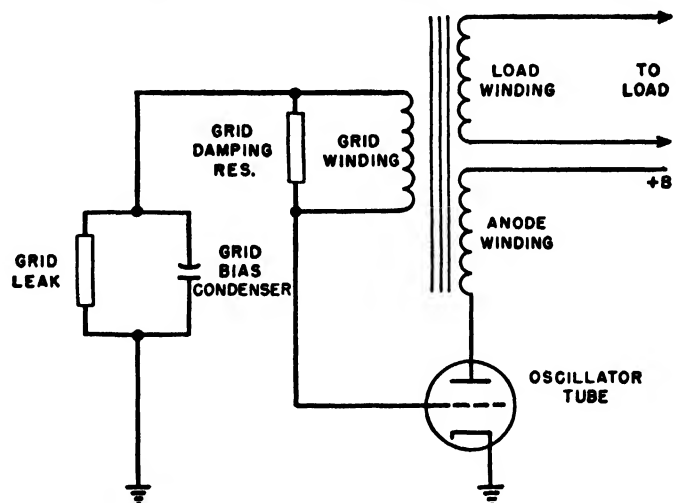 LOAD
WINDING
TO
LOAD
GRID
DAMPING
RES.
GRID
WINDING
+B
ANODE
WINDING
GRID
LEAK
GRID
BIAS
CONDENSER
OSCILLATOR
TUBE